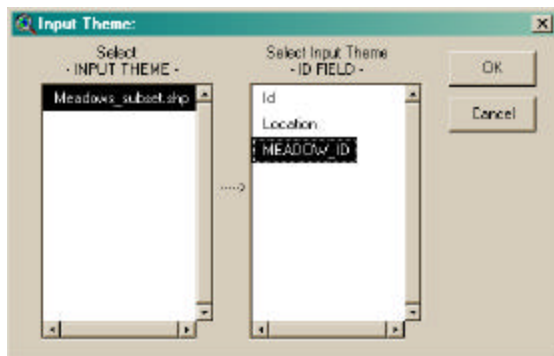 Input Theme:
Select
- INPUT THEME -
Select Input Theme
- ID FIELD -
Meadows_subset.shp
Id
Location
MEADOW_ID
OK
Cancel